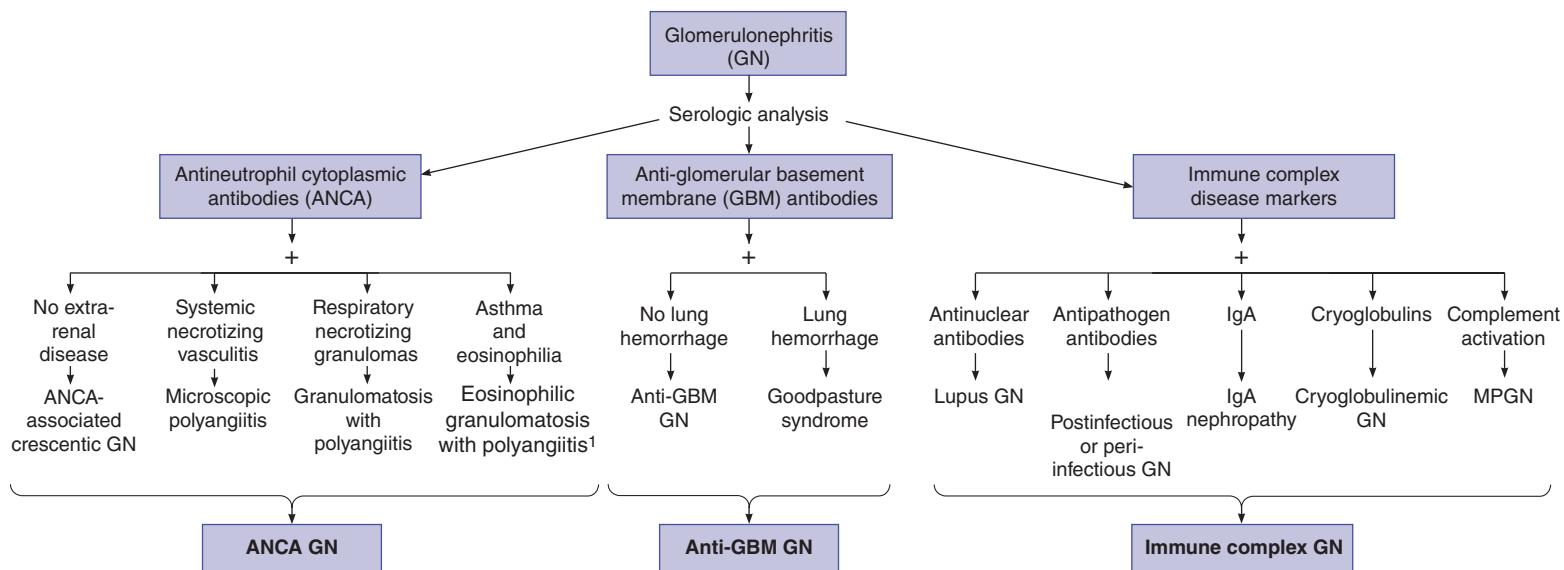 Glomerulonephritis
(GN)
Serologic analysis
Antineutrophil cytoplasmic
antibodies (ANCA)
Anti-glomerular basement
membrane (GBM) antibodies
Immune complex
disease markers
+
+
+
No extra-
renal
disease
Systemic
necrotizing
vasculitis
Respiratory
necrotizing
granulomas
Asthma
and
eosinophilia
No lung
hemorrhage
Lung
hemorrhage
Antinuclear
antibodies
Antipathogen
antibodies
IgA
Cryoglobulins
Complement
activation
ANCA-
associated
crescentic GN
Microscopic
polyangiitis
Granulomatosis
with
polyangiitis
Eosinophilic
granulomatosis
with polyangiitis¹
Anti-GBM
GN
Goodpasture
syndrome
Lupus GN
Postinfectious
or peri-
infectious GN
IgA
nephropathy
Cryoglobulinemic
GN
MPGN
ANCA GN
Anti-GBM GN
Immune complex GN